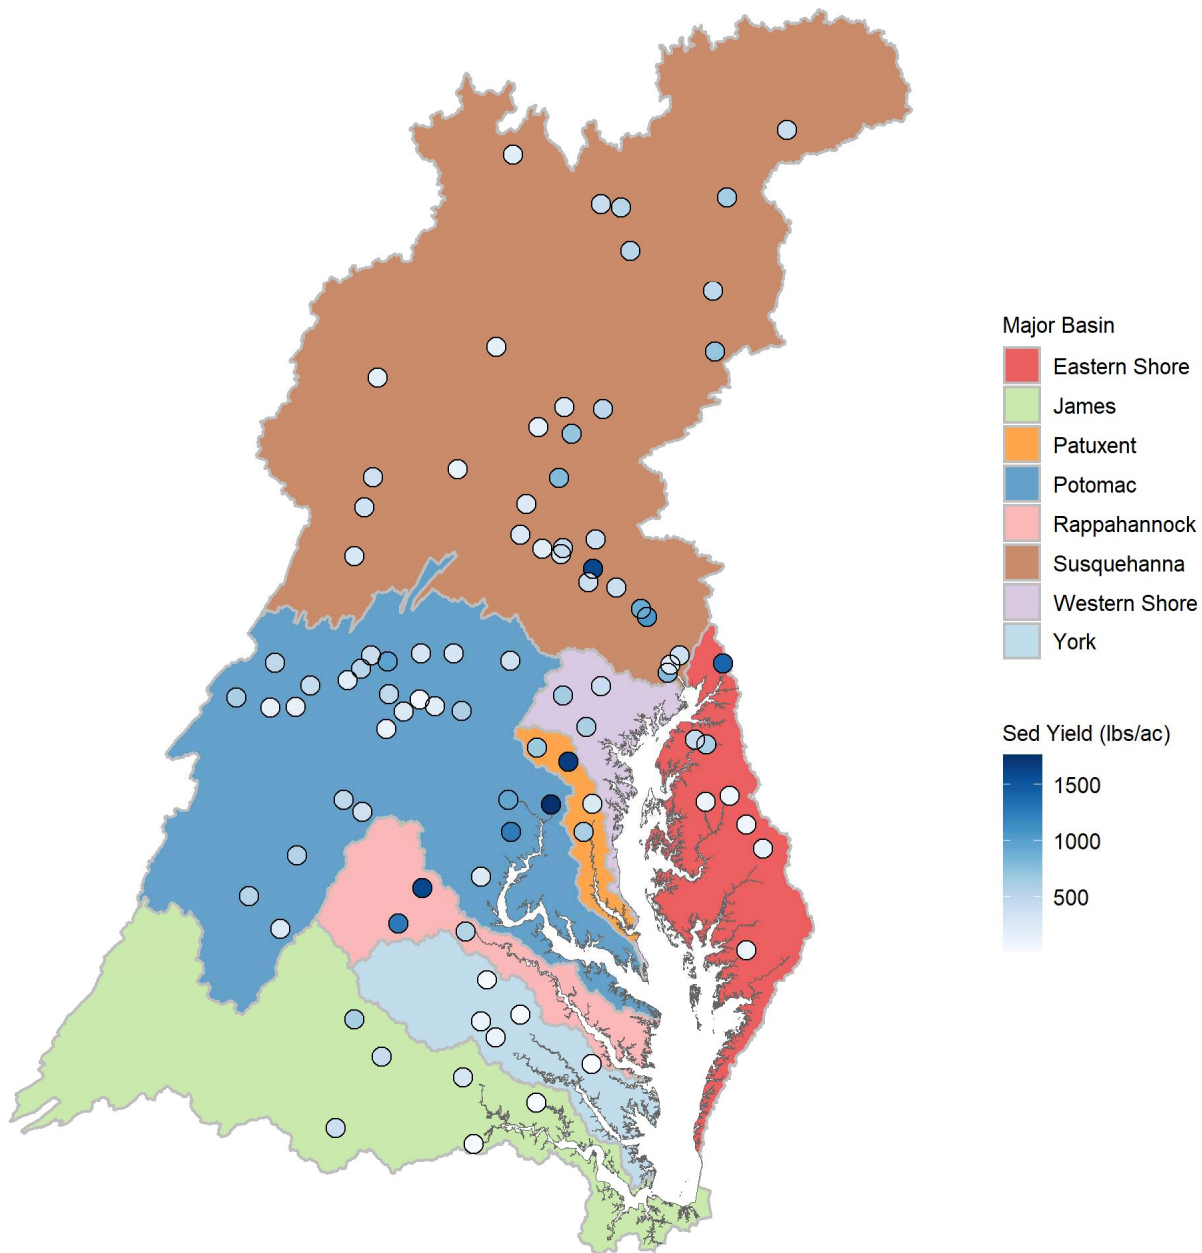 Major Basin
Eastern Shore
James
Patuxent
Potomac
Rappahannock
Susquehanna
Western Shore
York
Sed Yield (lbs/ac)
1500
1000
500